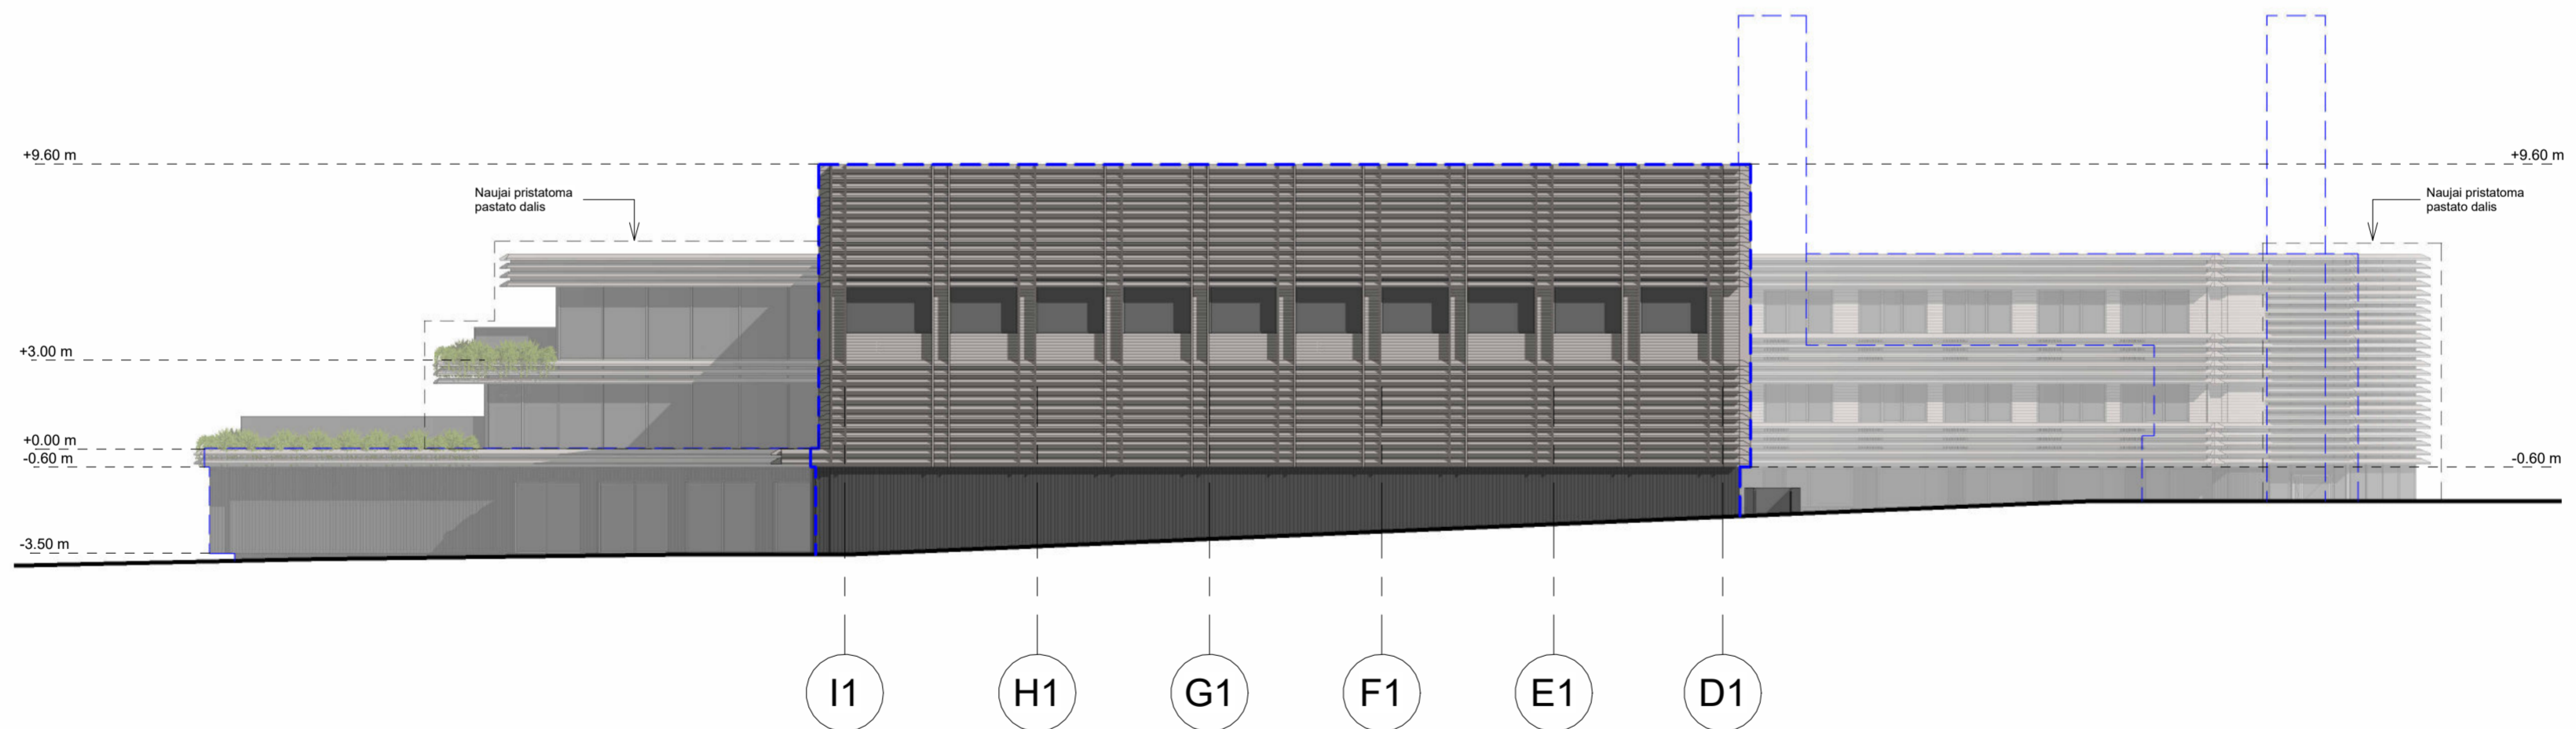 +9.60 m
+9.60 m
Naujai pristatoma
pastato dalis
Naujai pristatoma
pastato dalis
+3.00 m
+0.00 m
-0.60 m
-0.60 m
-3.50 m
I1
H1
G1
F1
E1
D1